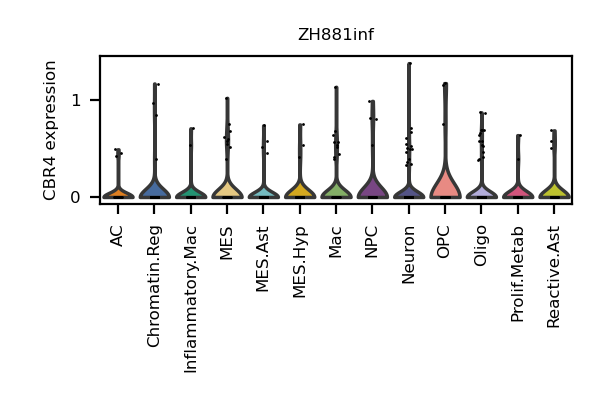 ZH881inf
CBR4 expression
1
0
AC
Chromatin.Reg
Inflammatory.Mac
MES
MES.Ast
MES.Hyp
Mac
NPC
Neuron
OPC
Oligo
Prolif.Metab
Reactive.Ast